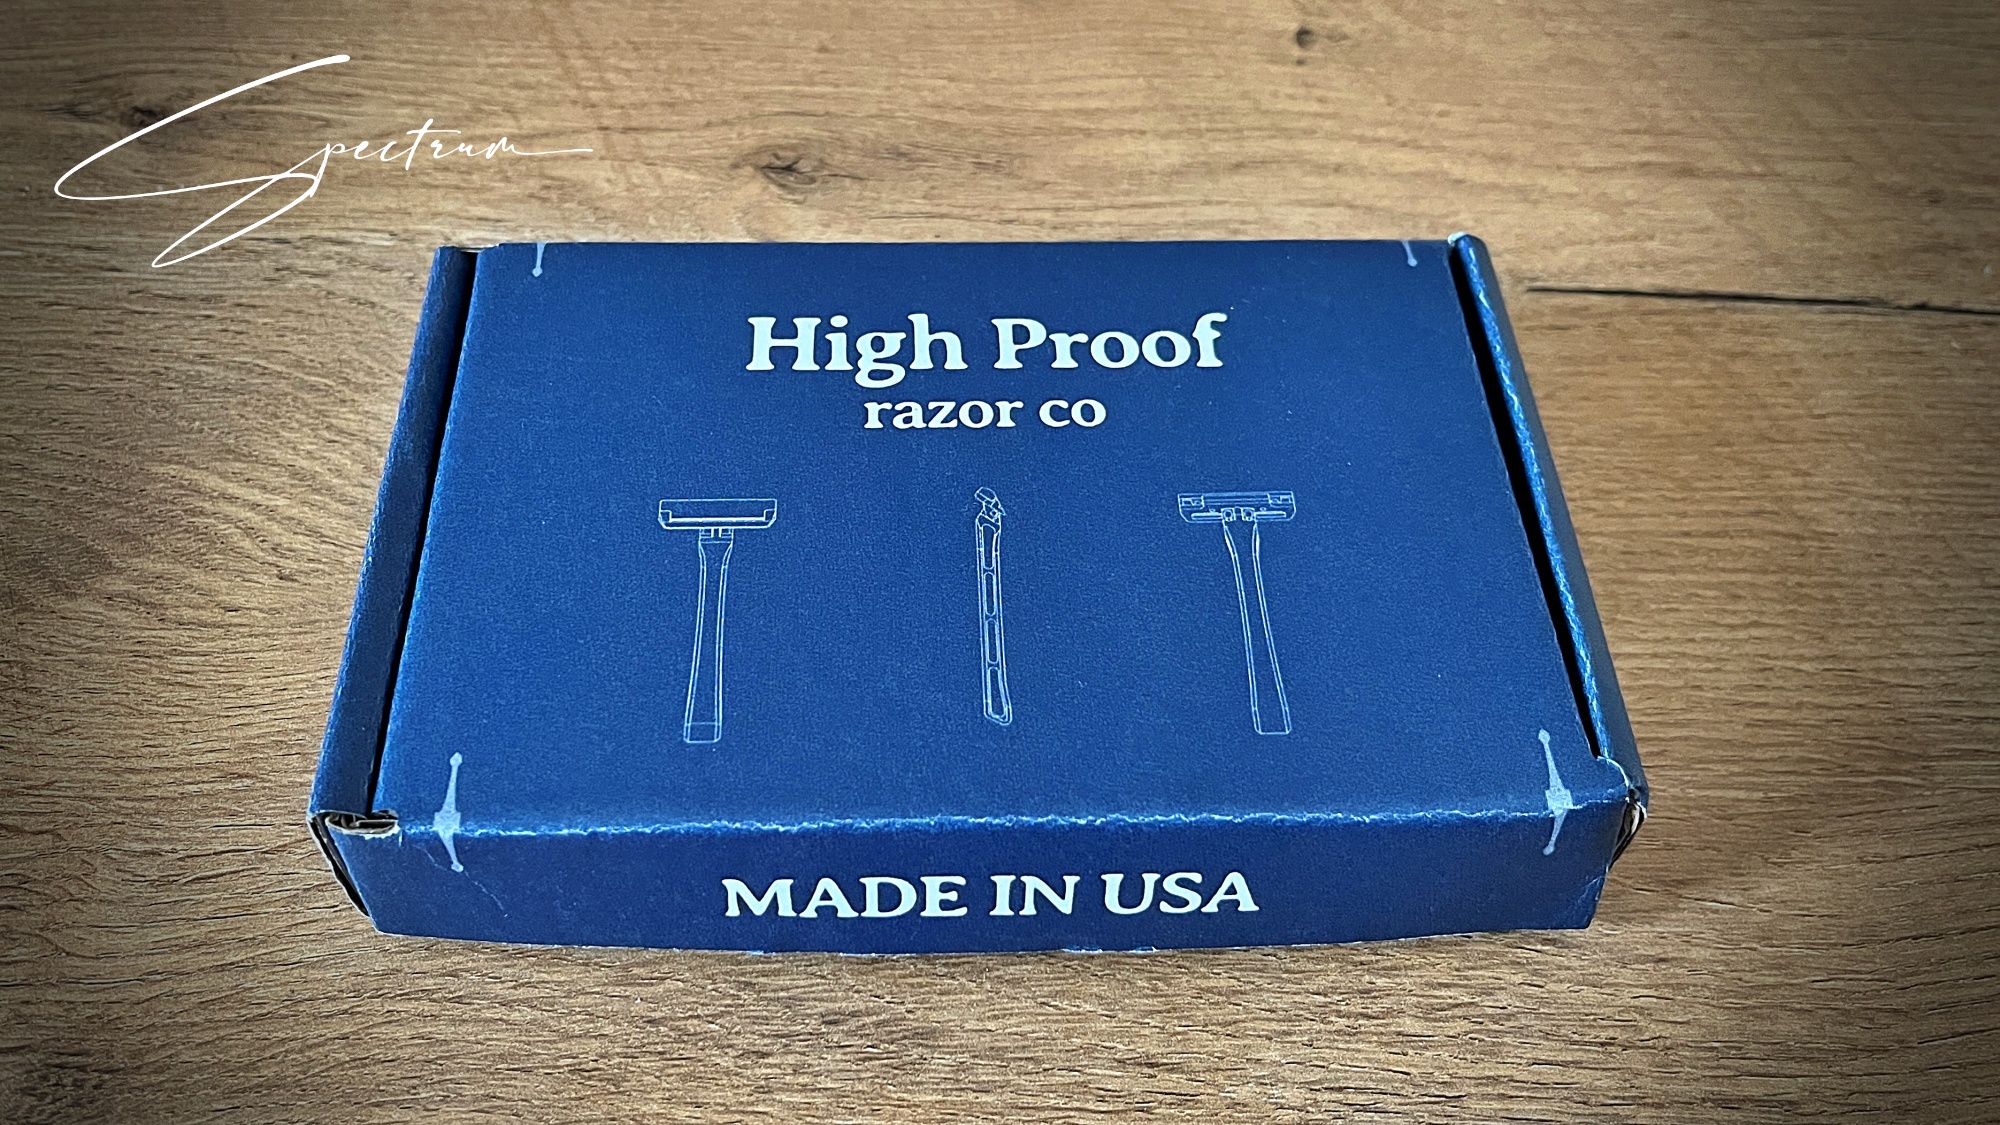 Spectrum
High Proof
razor co
MADE IN USA